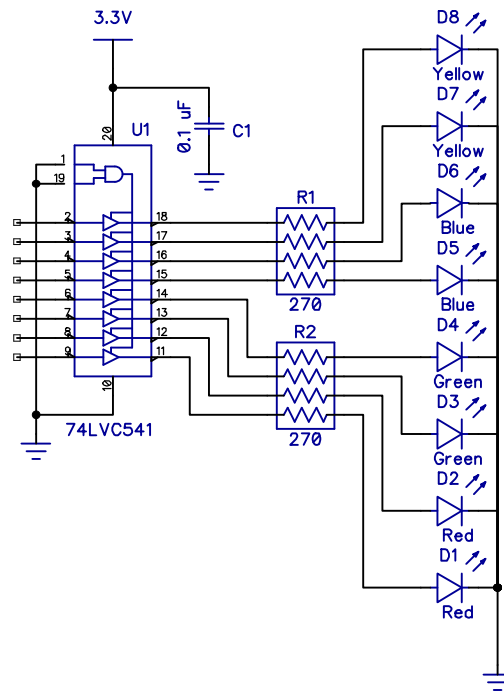 3.3V
D8
Yellow
D7
Yellow
D6
Blue
D5
Blue
D4
Green
D3
Green
D2
Red
D1
Red
0.1 uF
C1
U1
20
1
19
2
3
4
5
6
7
8
9
18
17
16
15
14
13
12
11
10
74LVC541
R1
270
R2
270